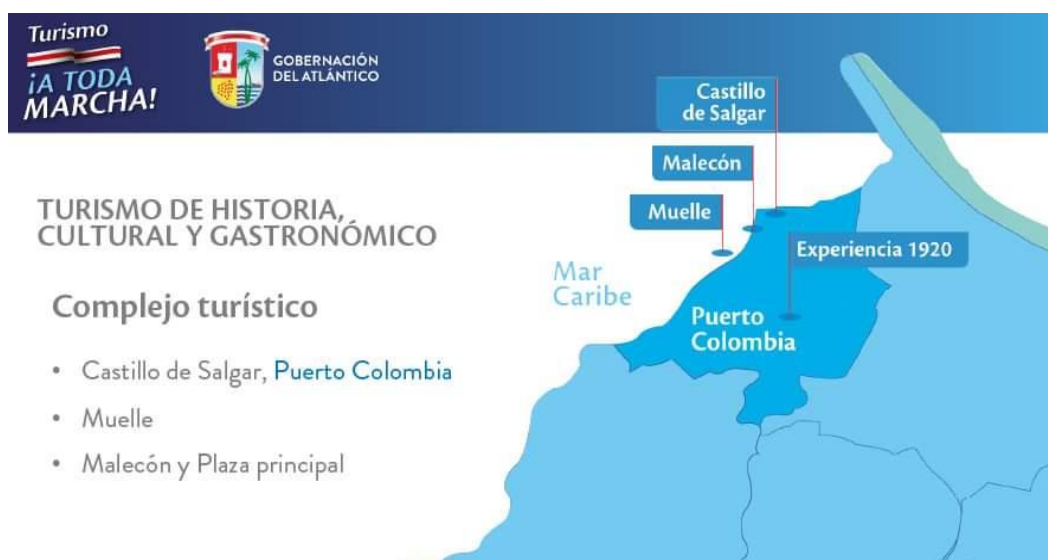 Turismo
¡A TODA
MARCHA!
GOBERNACIÓN
DEL ATLÁNTICO
Castillo
de Salgar
Malecón
Muelle
Experiencia 1920
TURISMO DE HISTORIA,
CULTURAL Y GASTRONÓMICO
Mar
Caribe
Puerto
Colombia
Complejo turístico
• Castillo de Salgar, Puerto Colombia
• Muelle
• Malecón y Plaza principal